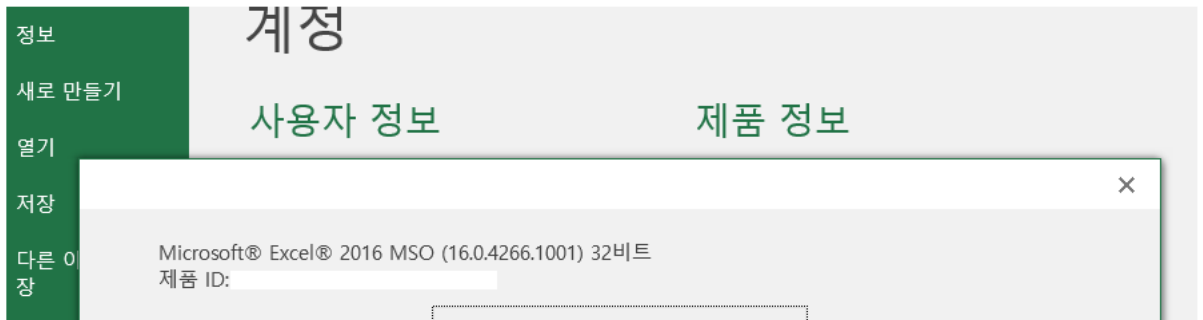 계정
정보
새로 만들기
사용자 정보
제품 정보
열기
저장
다른 이
장
Microsoft® Excel® 2016 MSO (16.0.4266.1001) 32비트
제품 ID: